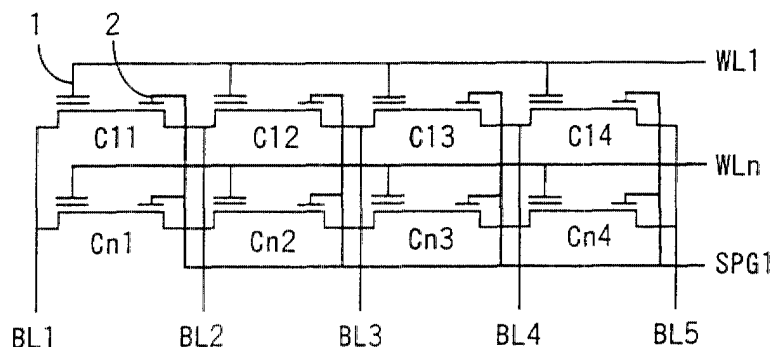 1 2
WL1
C11 C12 C13 C14
WLn
Cn1 Cn2 Cn3 Cn4
SPG1
BL1 BL2 BL3 BL4 BL5